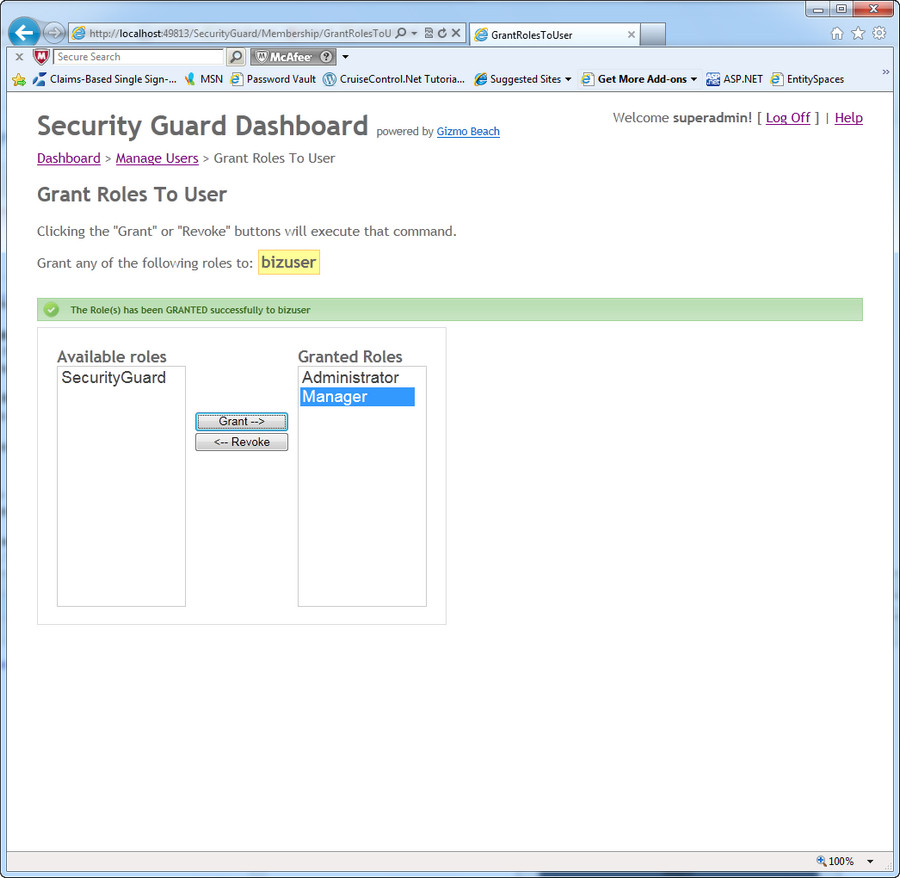 http://localhost:49813/SecurityGuard/Membership/GrantRolesToU
GrantRolesToUser
Secure Search
McAfee
Claims-Based Single Sign-...
MSN
Password Vault
CruiseControl.Net Tutoria...
Suggested Sites
Get More Add-ons
ASP.NET
EntitySpaces
Security Guard Dashboard powered by Gizmo Beach
Welcome superadmin! [ Log Off ] | Help
Dashboard > Manage Users > Grant Roles To User
Grant Roles To User
Clicking the "Grant" or "Revoke" buttons will execute that command.
Grant any of the following roles to: bizuser
The Role(s) has been GRANTED successfully to bizuser
Available roles
Granted Roles
SecurityGuard
Administrator
Manager
Grant -->
<-- Revoke
100%